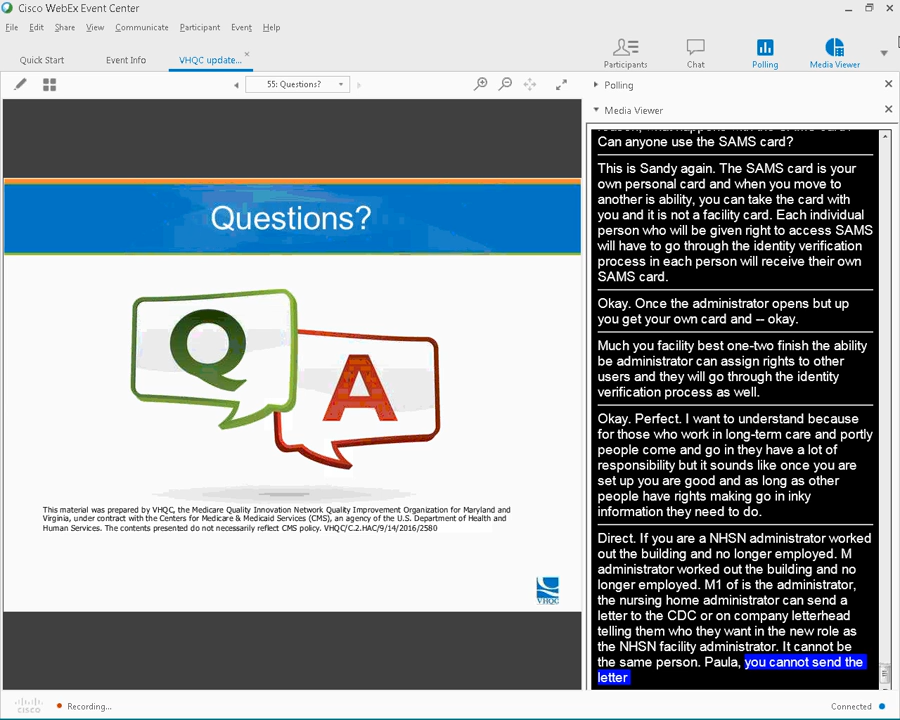 Cisco WebEx Event Center
File Edit Share View Communicate Participant Event Help
Quick Start Event Info VHQC update...
Participants Chat Polling Media Viewer
55: Questions?
Polling
Media Viewer
Can anyone use the SAMS card?
This is Sandy again. The SAMS card is your
own personal card and when you move to
another is ability, you can take the card with
you and it is not a facility card. Each individual
person who will be given right to access SAMS
will have to go through the identity verification
process in each person will receive their own
SAMS card.
Okay. Once the administrator opens but up
you get your own card and -- okay.
Much you facility best one-two finish the ability
be administrator can assign rights to other
users and they will go through the identity
verification process as well.
Okay. Perfect. I want to understand because
for those who work in long-term care and portly
people come and go in they have a lot of
responsibility but it sounds like once you are
set up you are good and as long as other
people have rights making go in inky
information they need to do.
Direct. If you are a NHSN administrator worked
out the building and no longer employed. M
administrator worked out the building and no
longer employed. M1 of is the administrator,
the nursing home administrator can send a
letter to the CDC or on company letterhead
telling them who they want in the new role as
the NHSN facility administrator. It cannot be
the same person. Paula, you cannot send the
letter
Questions?
Q
A
This material was prepared by VHQC, the Medicare Quality Innovation Network Quality Improvement Organization for Maryland and
Virginia, under contract with the Centers for Medicare & Medicaid Services (CMS), an agency of the U.S. Department of Health and
Human Services. The contents presented do not necessarily reflect CMS policy. VHQC/C.2.HAC/9/14/2016/2580
VHQC
cisco
Recording...
Connected